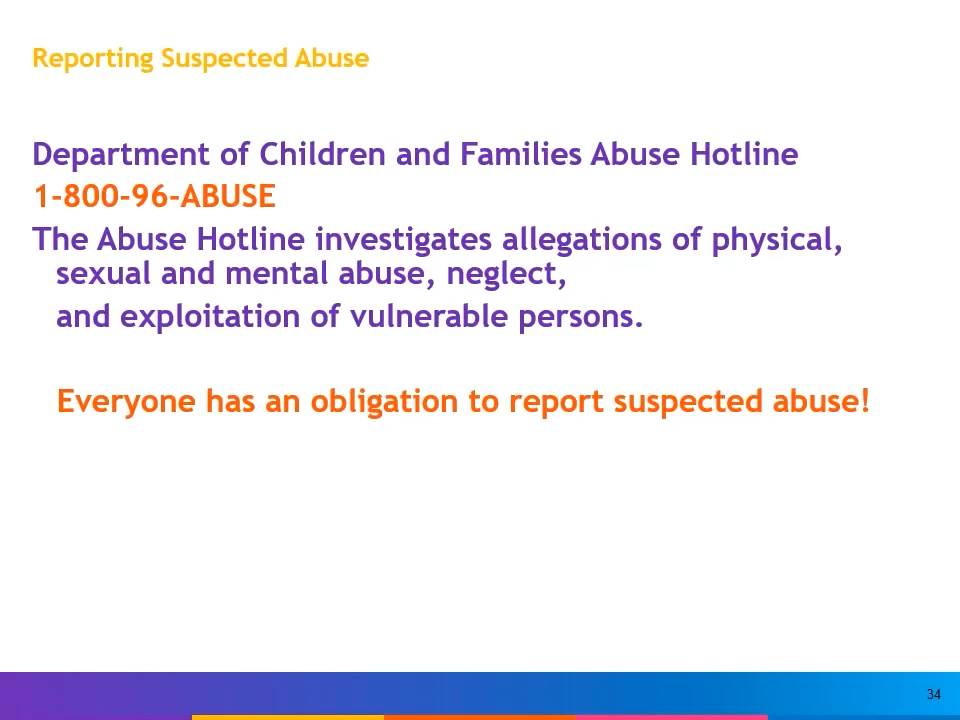 Reporting Suspected Abuse
Department of Children and Families Abuse Hotline
1-800-96-ABUSE
The Abuse Hotline investigates allegations of physical,
sexual and mental abuse, neglect,
and exploitation of vulnerable persons.
Everyone has an obligation to report suspected abuse!
34